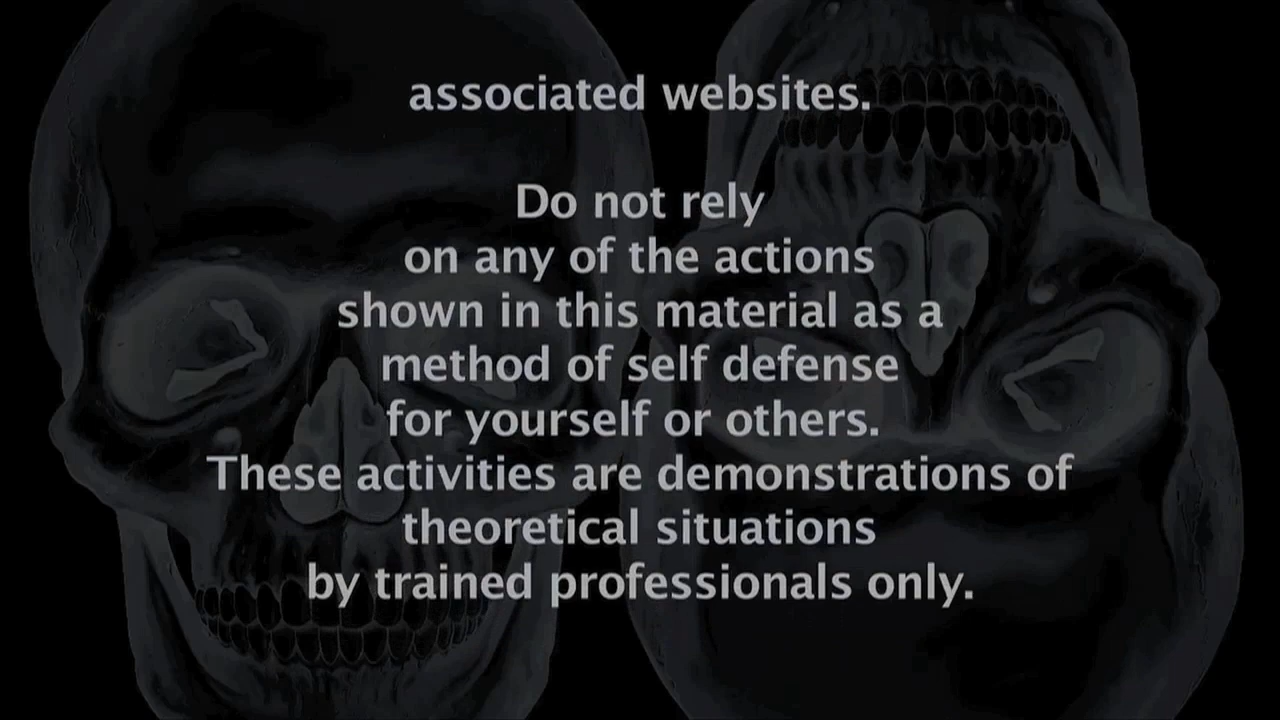 associated websites.
Do not rely
on any of the actions
shown in this material as a
method of self defense
for yourself or others.
These activities are demonstrations of
theoretical situations
by trained professionals only.